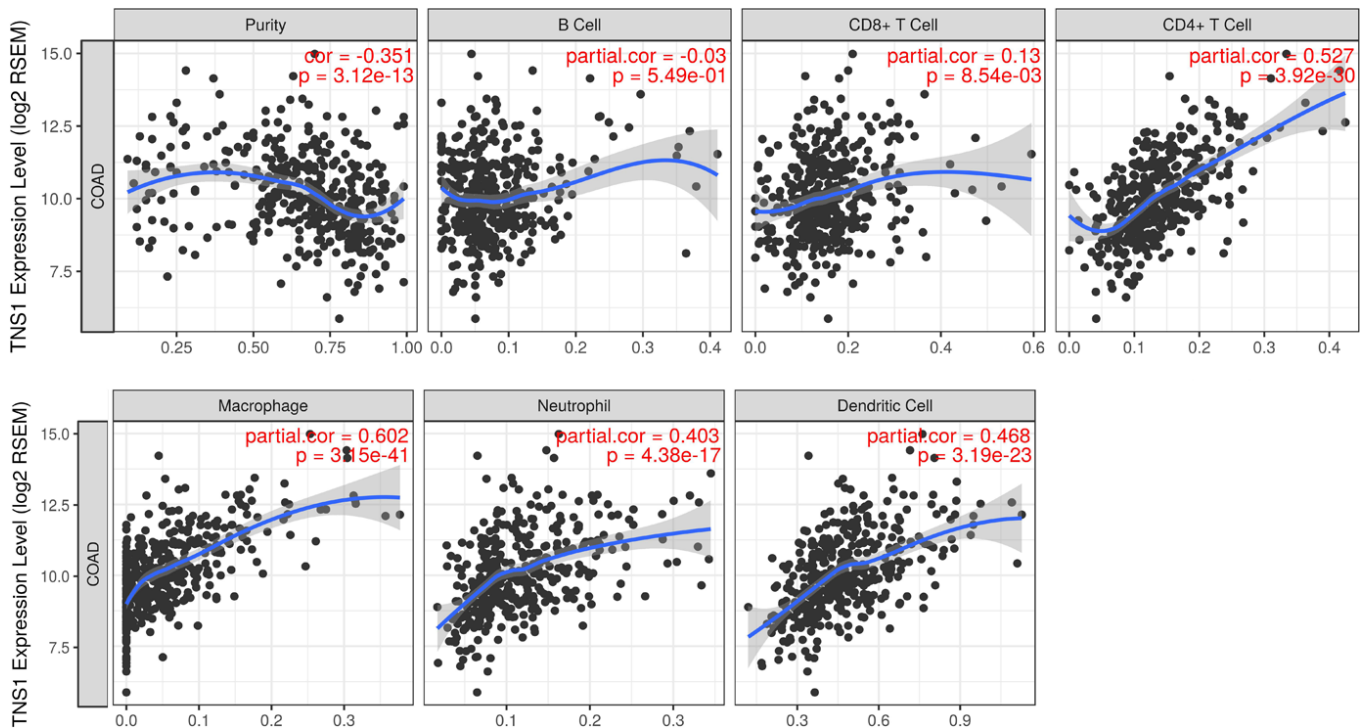 Purity
B Cell
CD8+ T Cell
CD4+ T Cell
TNS1 Expression Level (log2 RSEM)
COAD
15.0
12.5
10.0
7.5
cor = -0.351
p = 3.12e-13
partial.cor = -0.03
p = 5.49e-01
partial.cor = 0.13
p = 8.54e-03
partial.cor = 0.527
p = 3.92e-30
0.25 0.50 0.75 1.00
0.0 0.1 0.2 0.3 0.4
0.0 0.2 0.4 0.6
0.0 0.1 0.2 0.3 0.4
Macrophage
Neutrophil
Dendritic Cell
TNS1 Expression Level (log2 RSEM)
COAD
15.0
12.5
10.0
7.5
partial.cor = 0.602
p = 3.15e-41
partial.cor = 0.403
p = 4.38e-17
partial.cor = 0.468
p = 3.19e-23
0.0 0.1 0.2 0.3
0.1 0.2 0.3
0.3 0.6 0.9